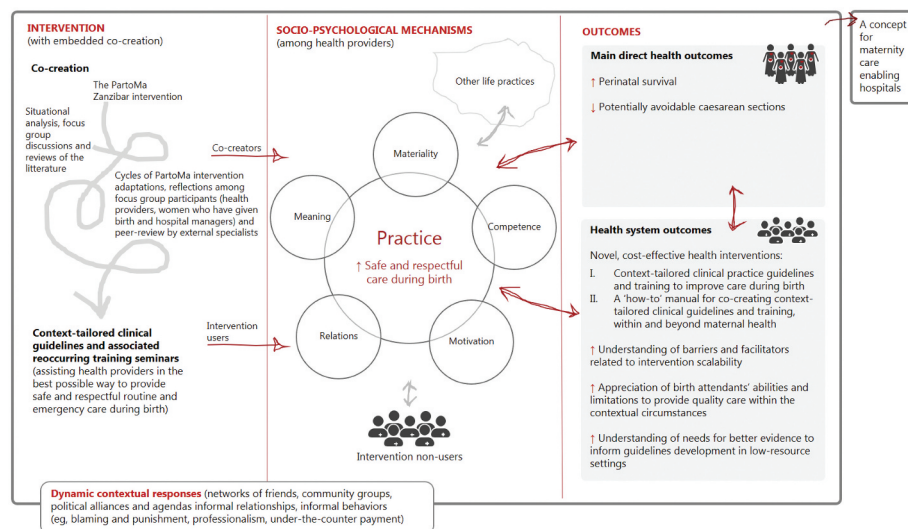 INTERVENTION
(with embedded co-creation)
Co-creation
The PartoMa
Zanzibar intervention
Situational
analysis, focus
group
discussions and
reviews of the
litterature
Cycles of PartoMa intervention
adaptations, reflections among
focus group participants (health
providers, women who have given
birth and hospital managers) and
peer-review by external specialists
Context-tailored clinical
guidelines and associated
reoccurring training seminars
(assisting health providers in the
best possible way to provide
safe and respectful routine and
emergency care during birth)
Co-creators
Intervention
users
SOCIO-PSYCHOLOGICAL MECHANISMS
(among health providers)
Other life practices
Materiality
Meaning
Competence
Practice
↑ Safe and respectful
care during birth
Relations
Motivation
Intervention non-users
OUTCOMES
Main direct health outcomes
↑ Perinatal survival
↓ Potentially avoidable caesarean sections
Health system outcomes
Novel, cost-effective health interventions:
I. Context-tailored clinical practice guidelines
and training to improve care during birth
II. A ‘how-to’ manual for co-creating context-
tailored clinical guidelines and training,
within and beyond maternal health
↑ Understanding of barriers and facilitators
related to intervention scalability
↑ Appreciation of birth attendants’ abilities and
limitations to provide quality care within the
contextual circumstances
↑ Understanding of needs for better evidence to
inform guidelines development in low-resource
settings
A concept
for
maternity
care
enabling
hospitals
Dynamic contextual responses (networks of friends, community groups,
political alliances and agendas informal relationships, informal behaviors
(eg, blaming and punishment, professionalism, under-the-counter payment)